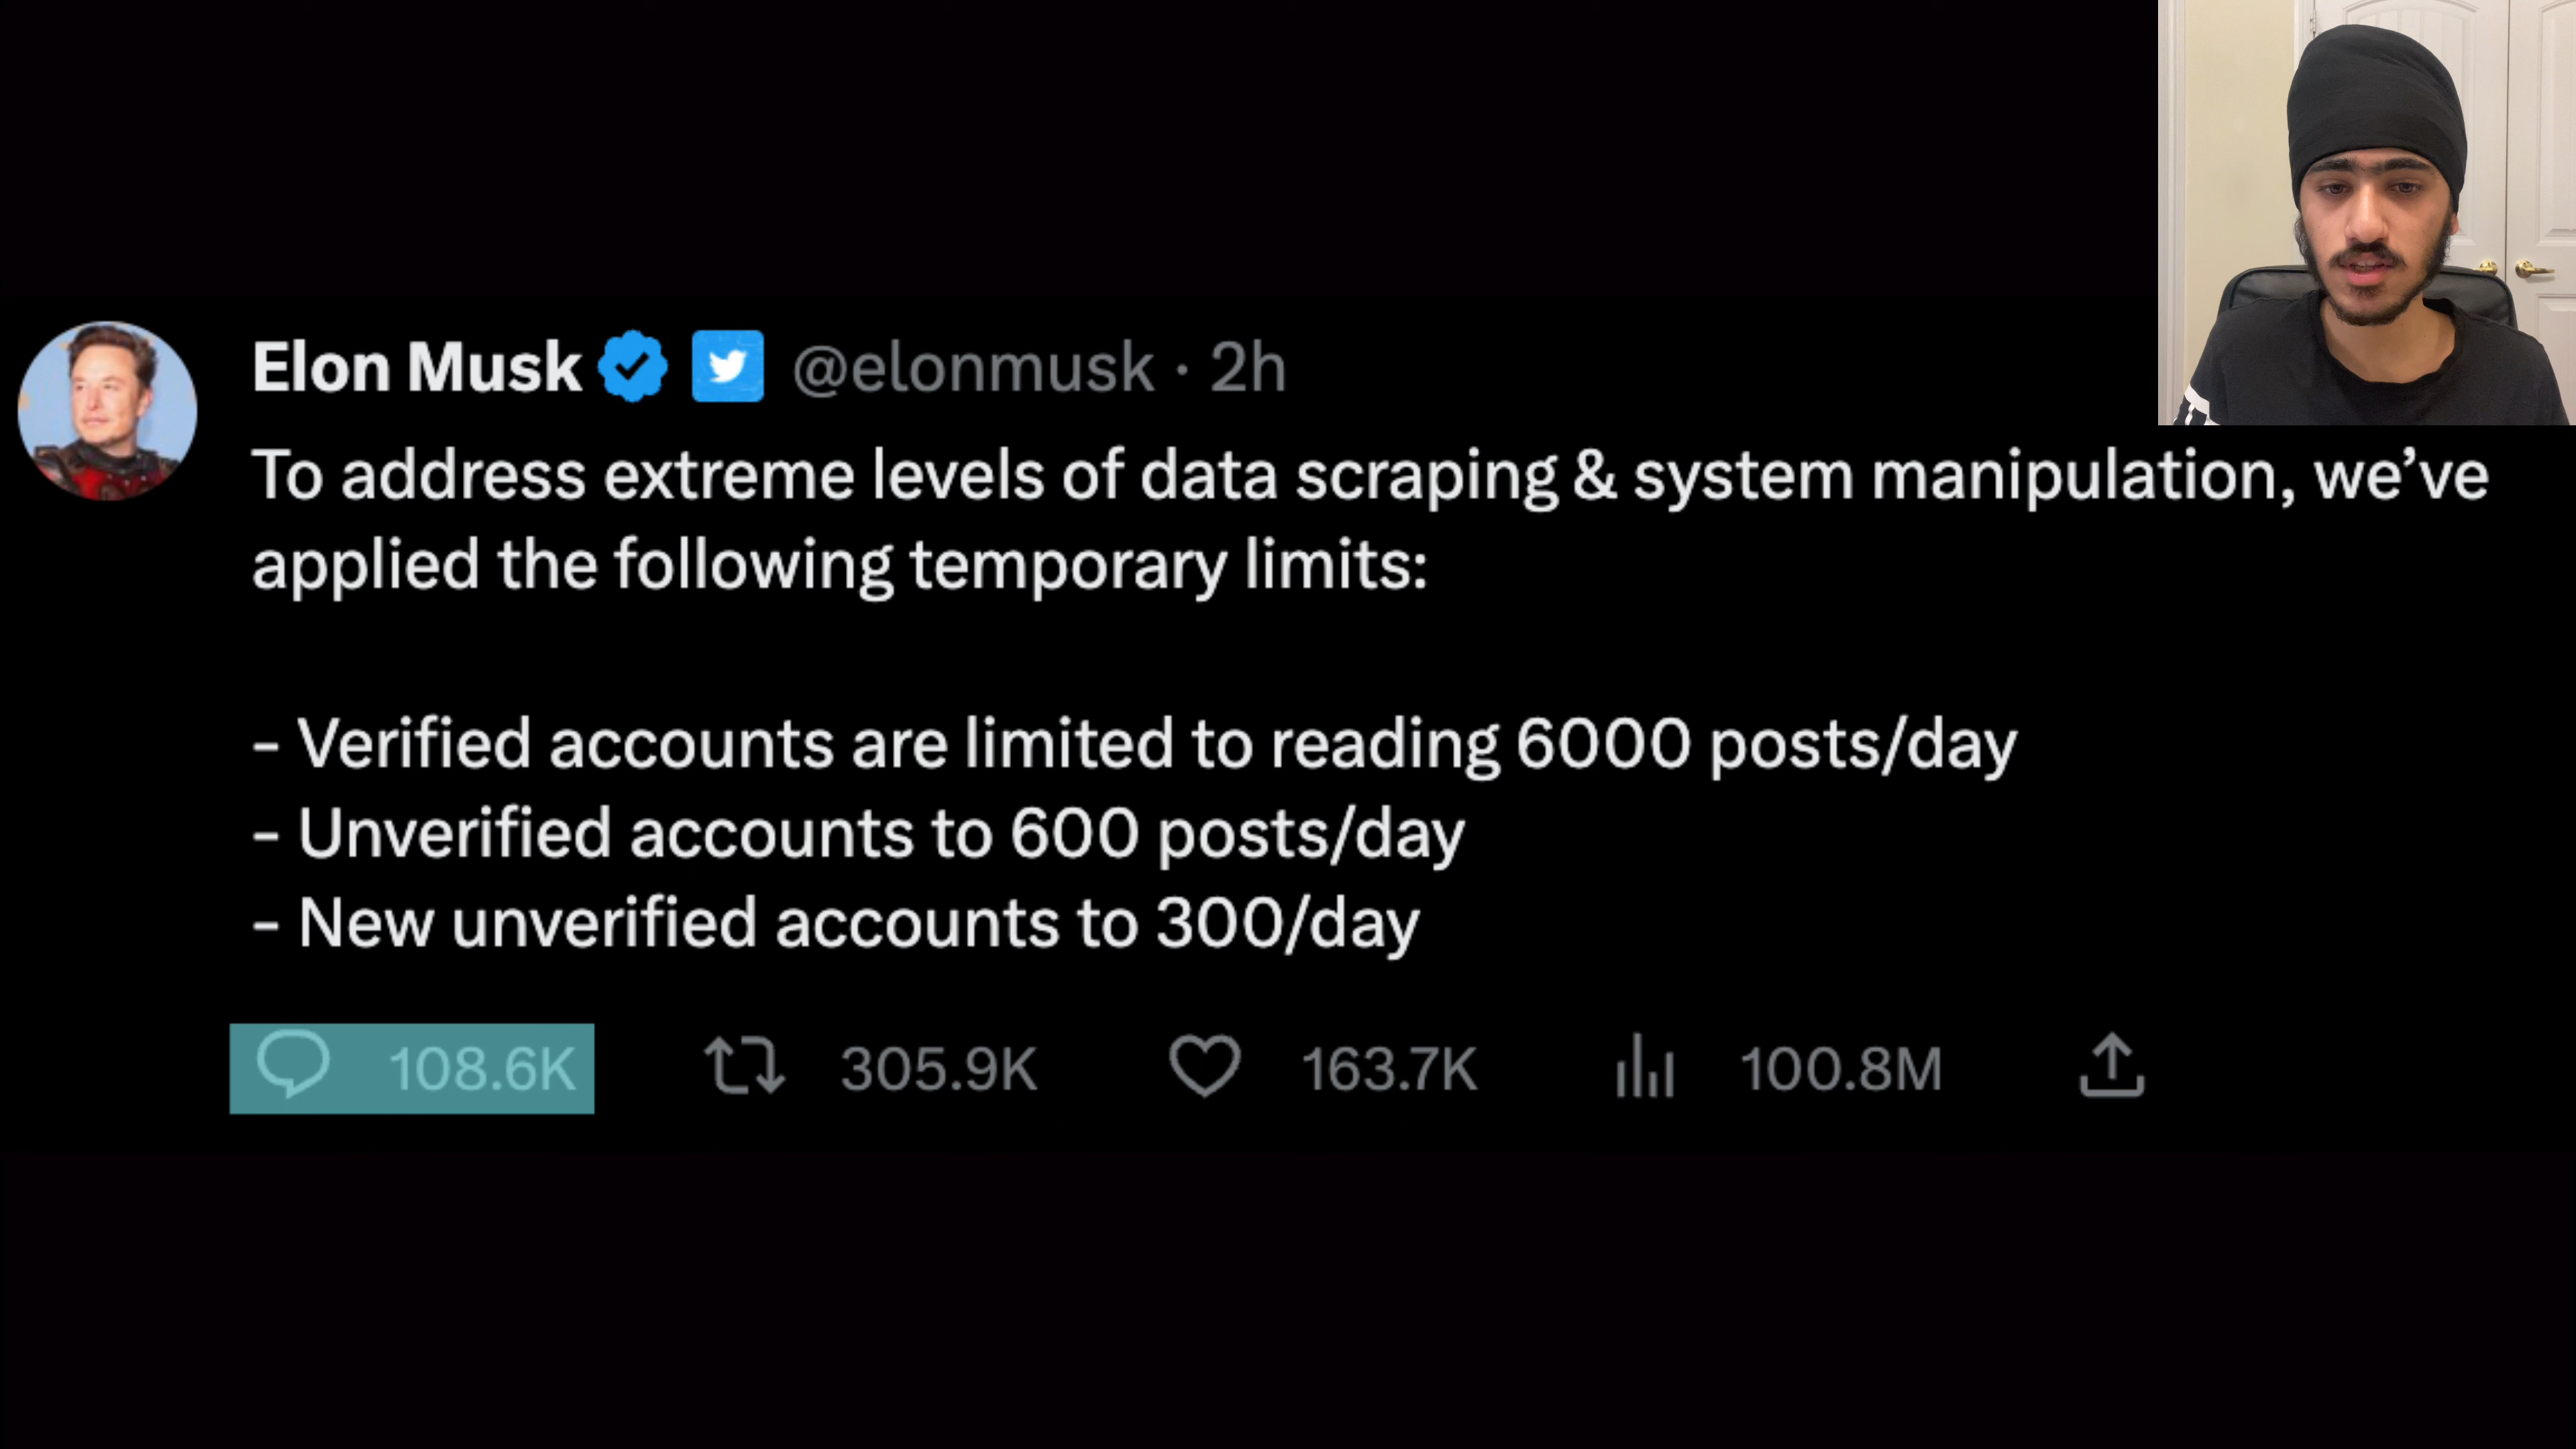 Elon Musk @elonmusk · 2h
To address extreme levels of data scraping & system manipulation, we’ve
applied the following temporary limits:
- Verified accounts are limited to reading 6000 posts/day
- Unverified accounts to 600 posts/day
- New unverified accounts to 300/day
108.6K 305.9K 163.7K 100.8M